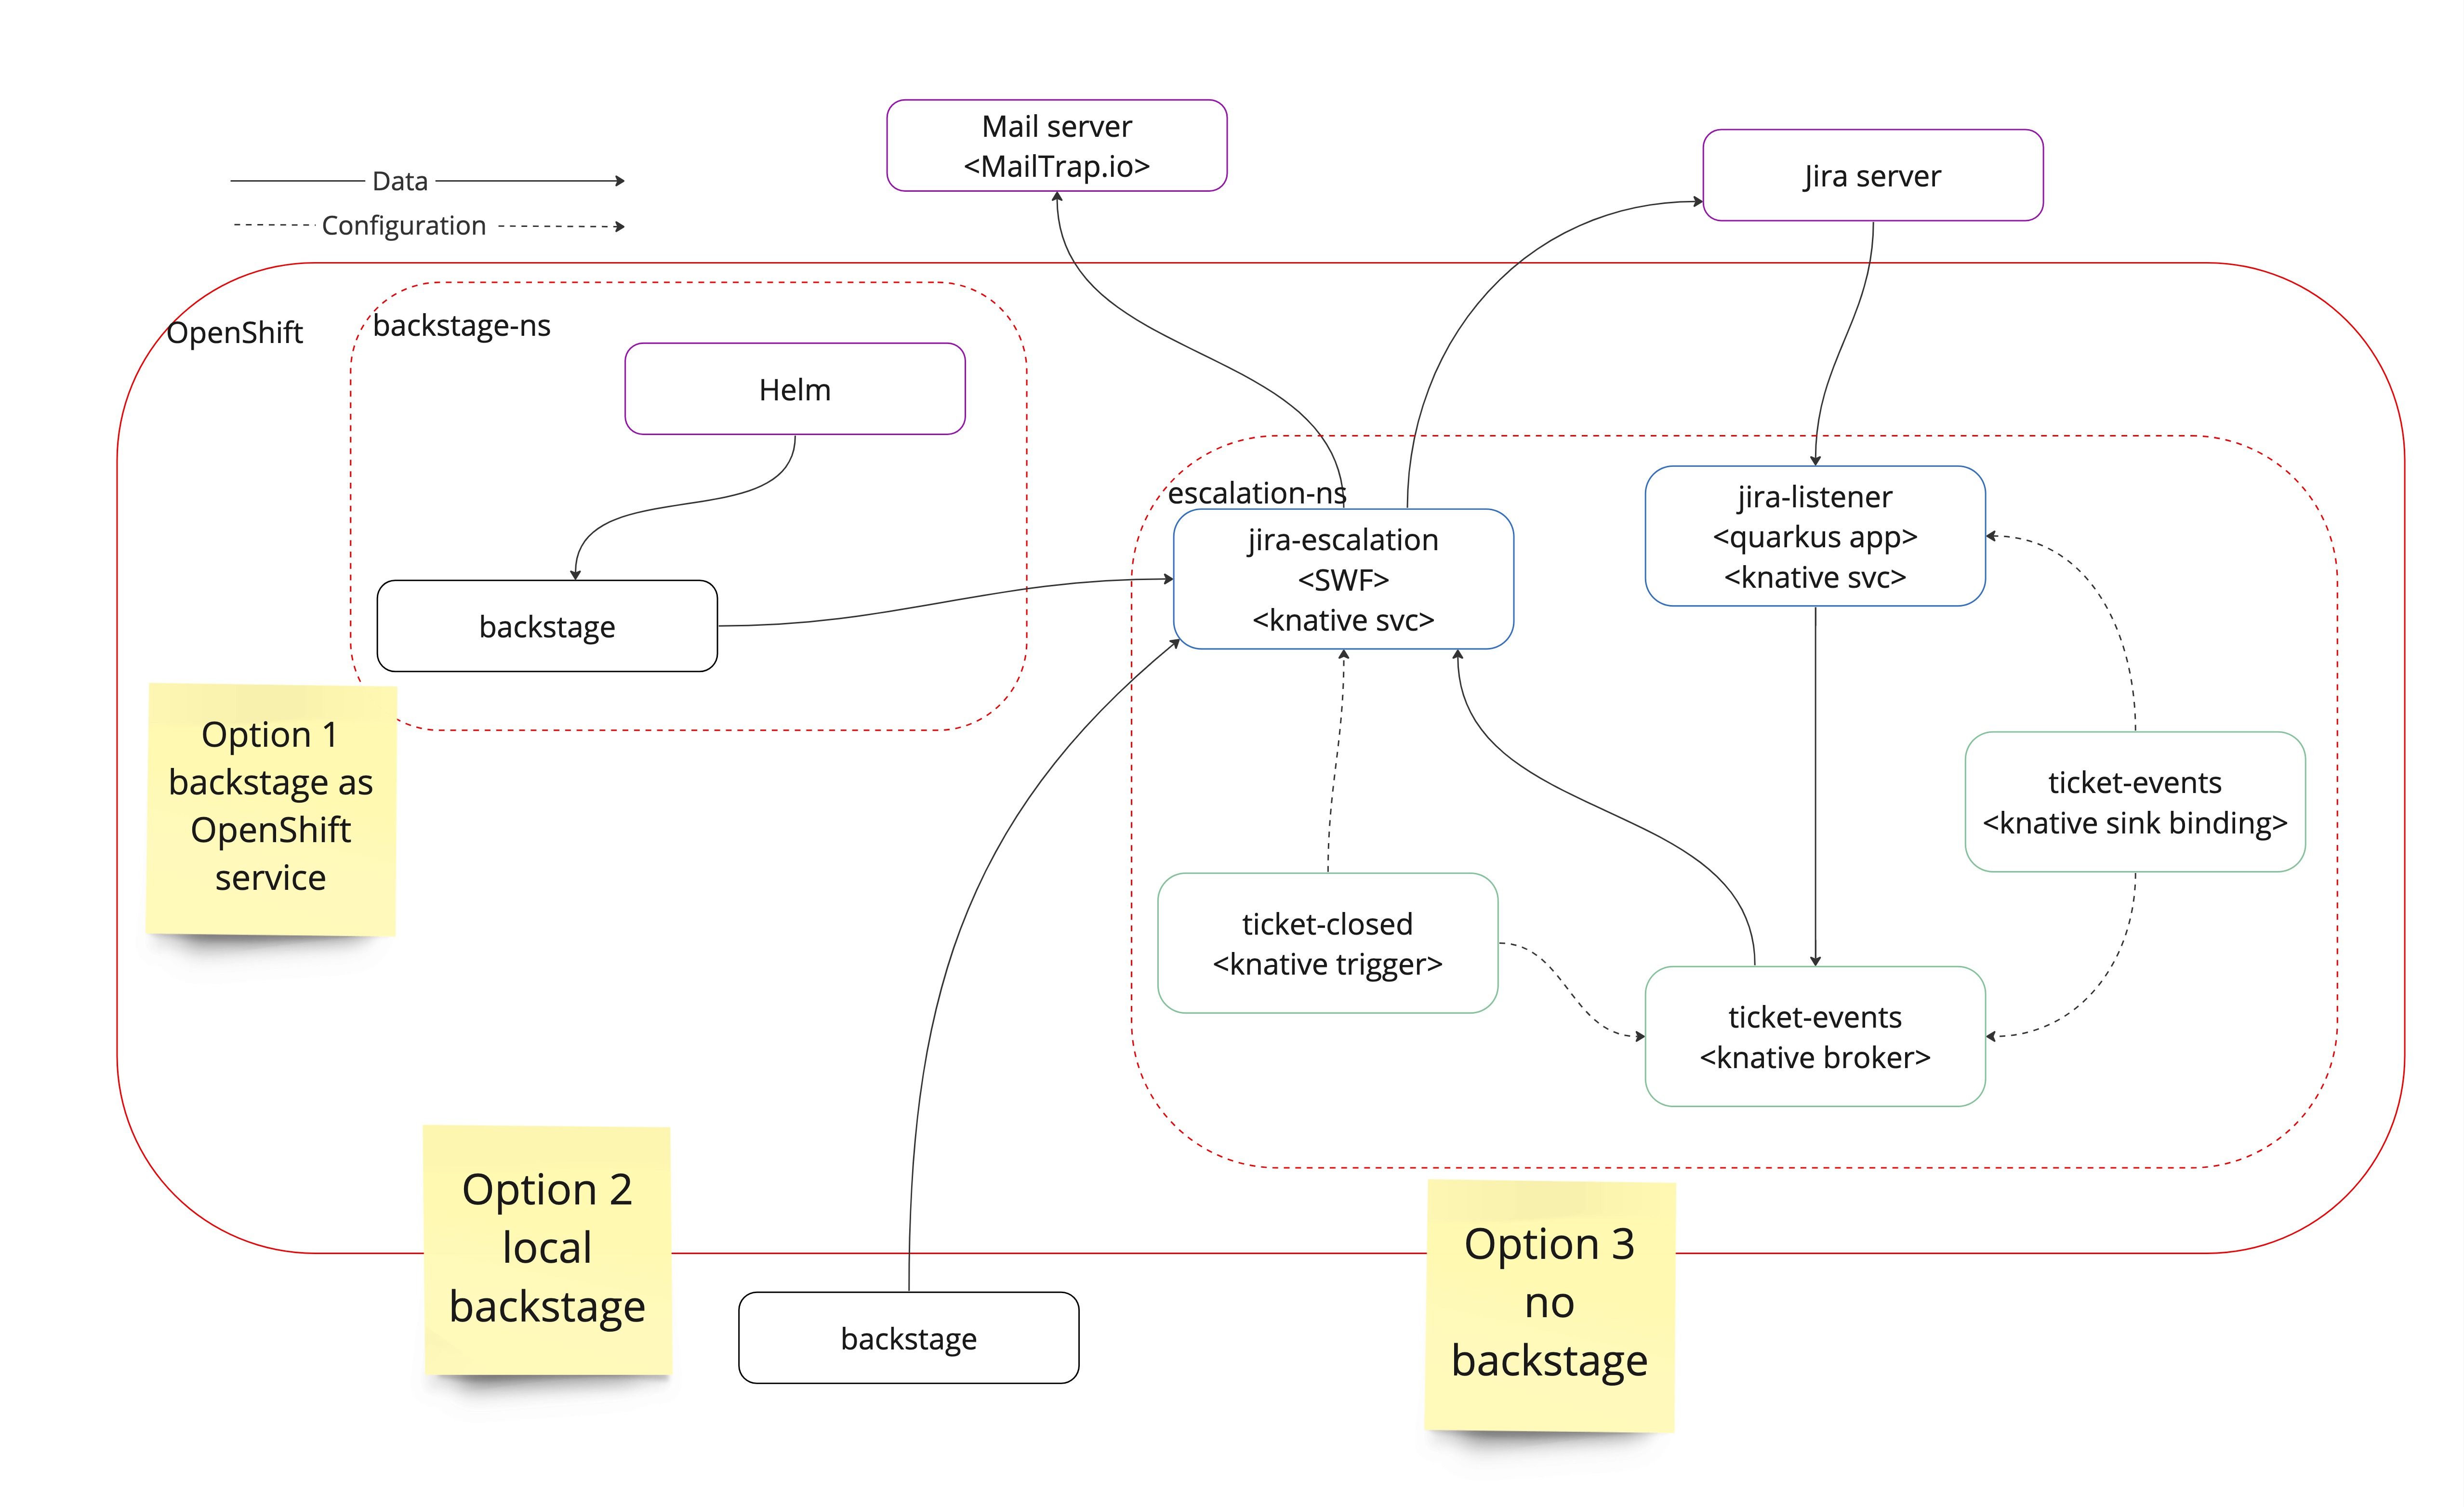 Mail server
<MailTrap.io>
Jira server
Data
Configuration
OpenShift
backstage-ns
Helm
backstage
escalation-ns
jira-escalation
<SWF>
<knative svc>
jira-listener
<quarkus app>
<knative svc>
Option 1
backstage as
OpenShift
service
ticket-events
<knative sink binding>
ticket-closed
<knative trigger>
ticket-events
<knative broker>
Option 2
local
backstage
backstage
Option 3
no
backstage